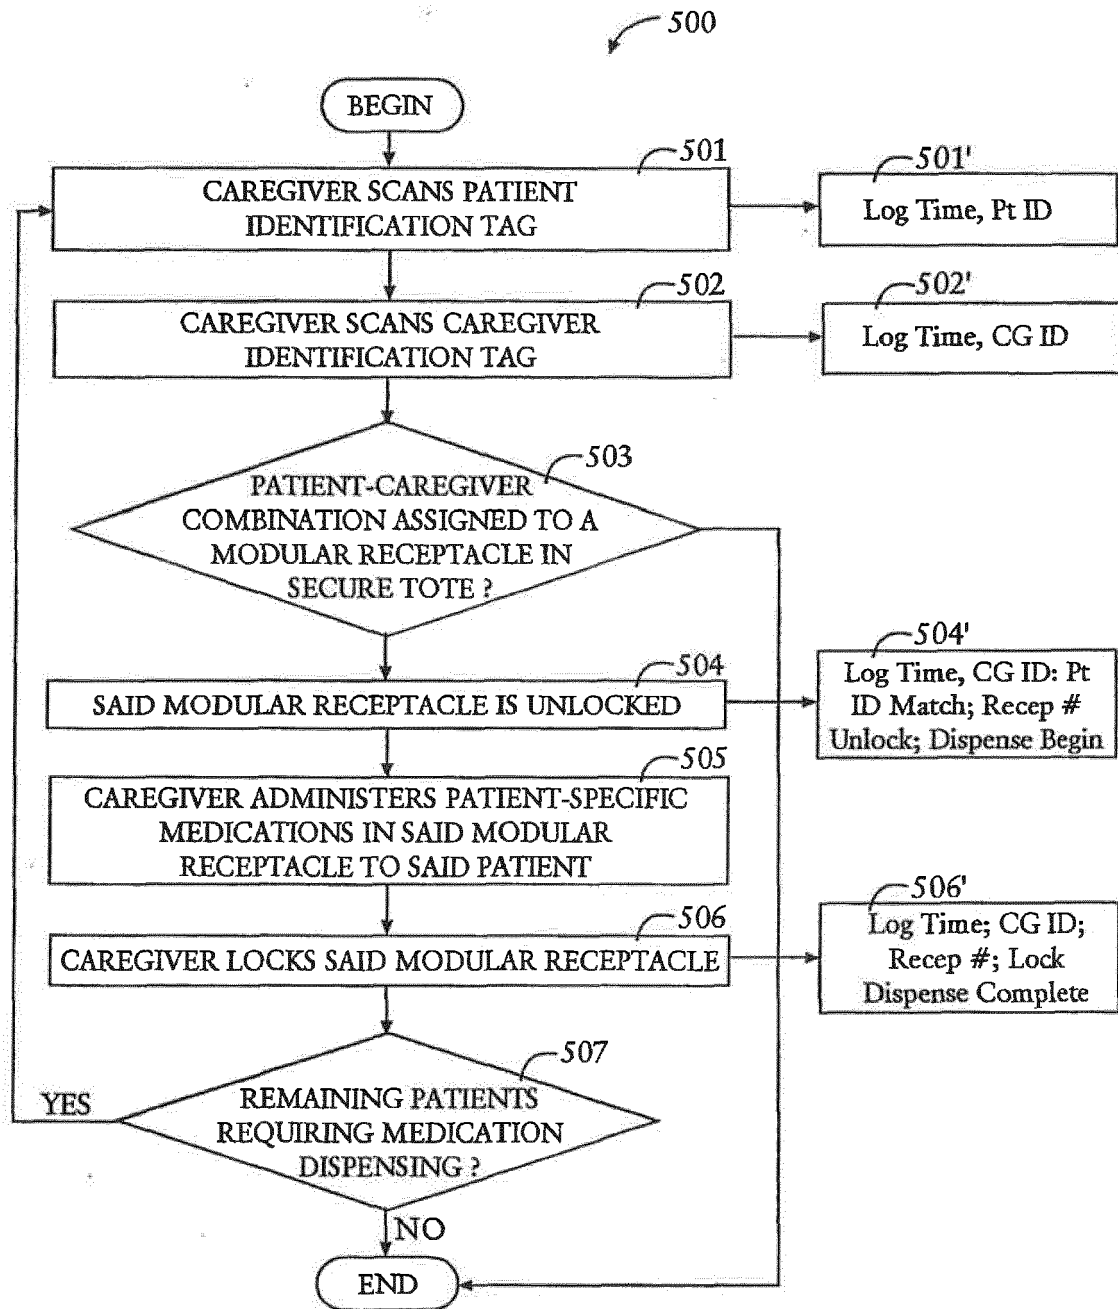 500
BEGIN
501
CAREGIVER SCANS PATIENT
IDENTIFICATION TAG
501'
Log Time, Pt ID
502
CAREGIVER SCANS CAREGIVER
IDENTIFICATION TAG
502'
Log Time, CG ID
503
PATIENT-CAREGIVER
COMBINATION ASSIGNED TO A
MODULAR RECEPTACLE IN
SECURE TOTE ?
504
SAID MODULAR RECEPTACLE IS UNLOCKED
504'
Log Time, CG ID: Pt
ID Match; Recep #
Unlock; Dispense Begin
505
CAREGIVER ADMINISTERS PATIENT-SPECIFIC
MEDICATIONS IN SAID MODULAR
RECEPTACLE TO SAID PATIENT
506
CAREGIVER LOCKS SAID MODULAR RECEPTACLE
506'
Log Time; CG ID;
Recep #; Lock
Dispense Complete
507
REMAINING PATIENTS
REQUIRING MEDICATION
DISPENSING ?
YES
NO
END